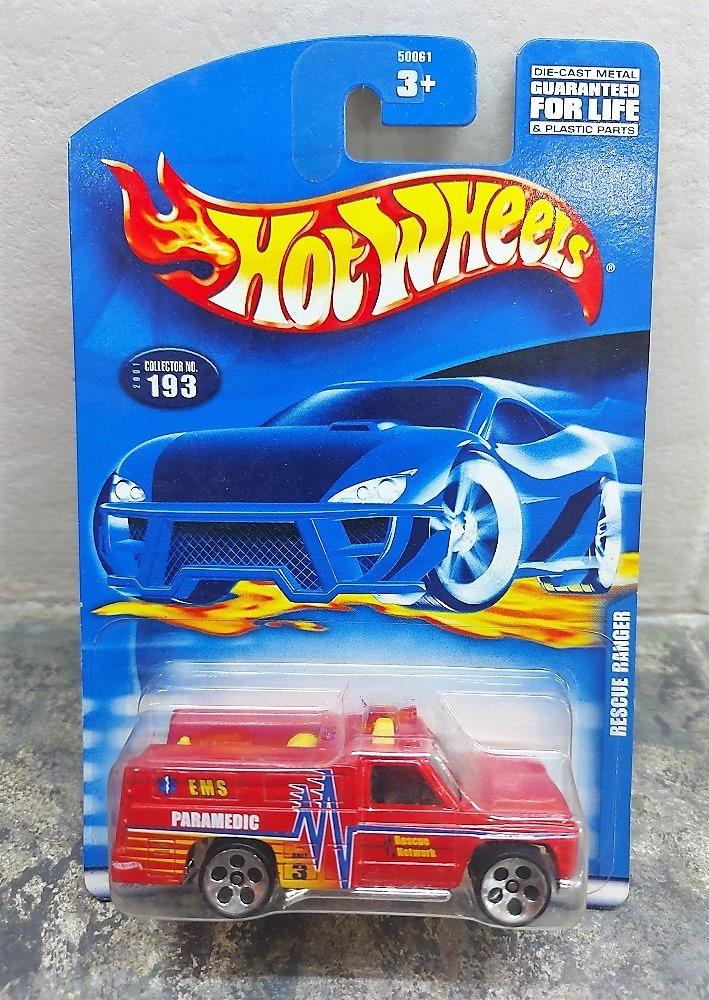 50061
3+
DIE-CAST METAL
GUARANTEED
FOR LIFE
& PLASTIC PARTS
HOT WHEELS ®
2001
COLLECTOR NO.
193
RESCUE RANGER
EMS
PARAMEDIC
Rescue
Network
UNIT
3